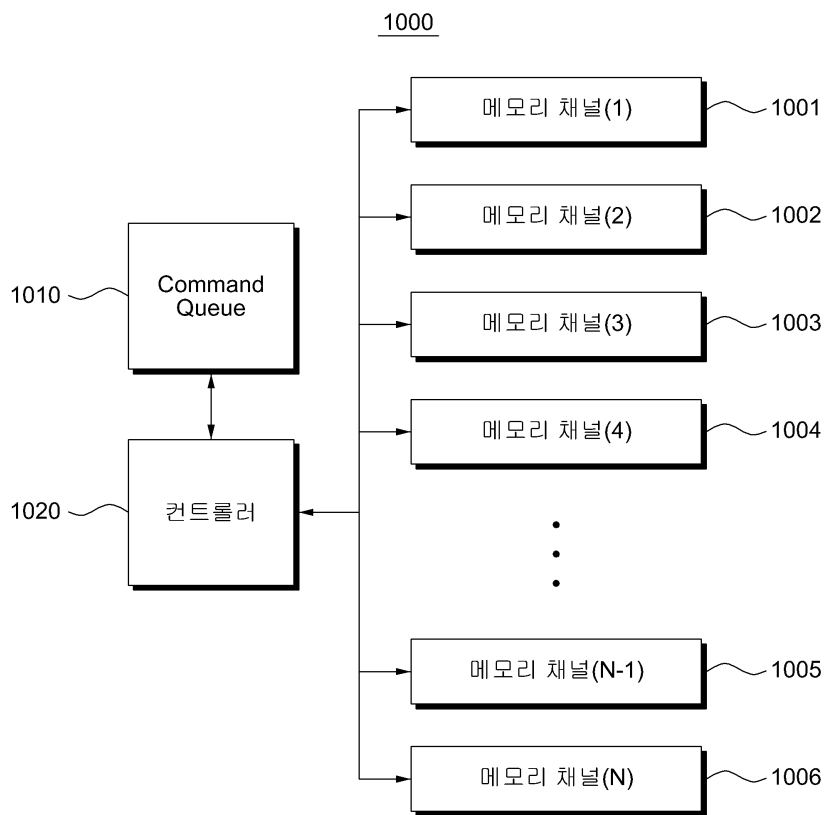 1000
메모리 채널(1)
1001
메모리 채널(2)
1002
Command
Queue
1010
메모리 채널(3)
1003
메모리 채널(4)
1004
컨트롤러
1020
메모리 채널(N-1)
1005
메모리 채널(N)
1006